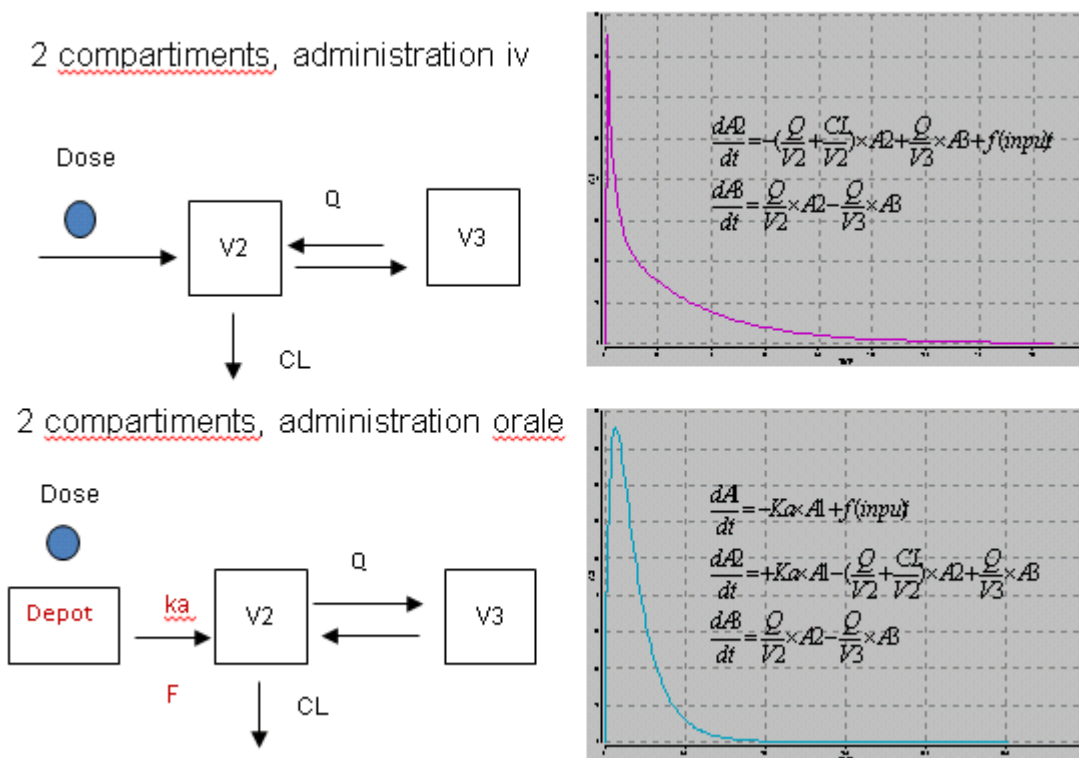 2 compartiments, administration iv
Dose
Q
V2
V3
CL
dA2/dt=-(Q/V2+CL/V2)×A2+Q/V3×A3+f(input)
dA3/dt=Q/V2×A2-Q/V3×A3
2 compartiments, administration orale
Dose
Q
Depot
ka
V2
V3
F
CL
dA1/dt=-Ka×A1+f(input)
dA2/dt=+Ka×A1-(Q/V2+CL/V2)×A2+Q/V3×A3
dA3/dt=Q/V2×A2-Q/V3×A3